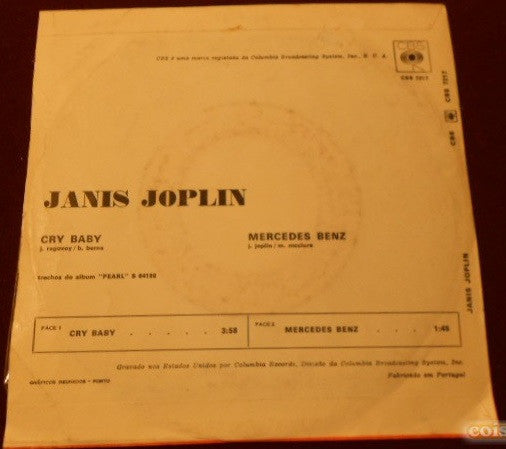 CBS é uma marca registada da Columbia Broadcasting System, Inc., E. U. A.
CBS
CBS 7217
CBS CBS 7217
JANIS JOPLIN
CRY BABY
j. ragovoy / b. berns
MERCEDES BENZ
j. joplin / m. mcclure
trechos do album "PEARL" S 64188
JANIS JOPLIN
FACE 1
CRY BABY . . . . . 3:58
FACE 2
MERCEDES BENZ . . . 1:46
Gravado nos Estados Unidos por Columbia Records, Divisão da Columbia Broadcasting System, Inc.
GRÁFICOS REUNIDOS - PORTO
Fabricado em Portugal
cois